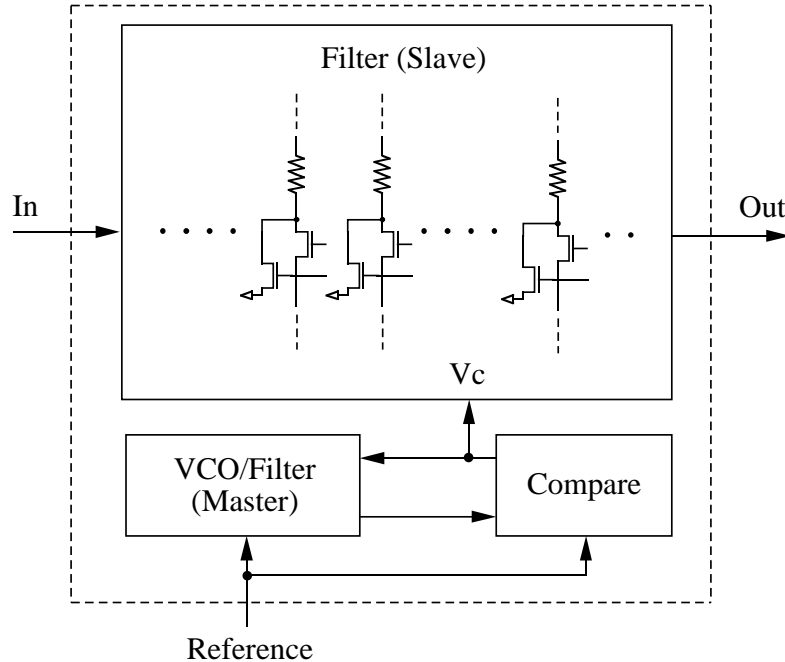 Filter (Slave)
In
Out
Vc
VCO/Filter
(Master)
Compare
Reference